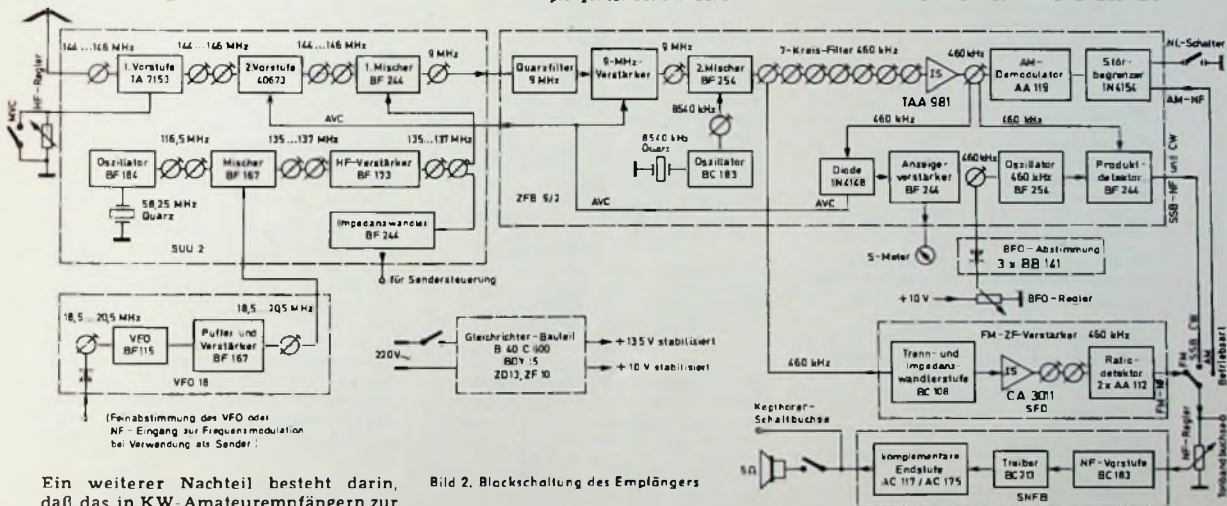 144...146 MHz
144...146 MHz
144...146 MHz
9 MHz
9 MHz
7-Kreis-Filter 460 kHz
460 kHz
NL-Schalter
HF-Regler
MVC
1. Vorstufe
TA 7153
2. Vorstufe
40673
1. Mischer
BF 244
Quarzfilter
9 MHz
9-MHz-
Verstärker
2. Mischer
BF 254
IS
TAA 981
AM-
Demodulator
AA 119
Stör-
begrenzer
1N4154
AM-NF
AVC
116,5 MHz
135...137 MHz
135...137 MHz
8540 kHz
460 kHz
460 kHz
Oszillator
BF 184
Mischer
BF 167
HF-Verstärker
BF 173
8540 kHz
Quarz
Oszillator
BC 183
Diode
1N4148
Anzeige-
verstärker
BF 244
460 kHz
Oszillator
460 kHz
BF 254
Produkt-
detektor
BF 244
SSB-NF und CW
58,25 MHz
Quarz
SUU 2
Impedanzwandler
BF 244
ZFB 9/2
AVC
AVC
S-Meter
BFO-Abstimmung
3 x BB 141
für Sendersteuerung
+10 V
BFO-Regler
18,5...20,5 MHz
18,5...20,5 MHz
VFO
BF 115
Puffer und
Verstärker
BF 167
VFO 18
220V
Gleichrichter-Bauteil
B 40 C 600
BDY 15
ZD13, ZF 10
+13,5 V stabilisiert
+10 V stabilisiert
460 kHz
FM-ZF-Verstärker 460 kHz
Trenn- und
Impedanz-
wandlerstufe
BC 108
IS
CA 3011
SFD
Ratio-
detektor
2 x AA 112
FM-NF
FM
SSB CW
AM
Betriebsart
(Feinabstimmung des VFO oder
NF-Eingang zur Frequenzmodulation
bei Verwendung als Sender)
Kopfhörer-
Schaltbuchse
5Ω
komplementäre
Endstufe
AC 117 / AC 175
Treiber
BC 213
NF-Vorstufe
BC 183
SNFB
NF-Regler
Tonbandbuchse
Ein weiterer Nachteil besteht darin,
daß das in KW-Amateurempfängern zur
Bild 2. Blockschaltung des Empfängers